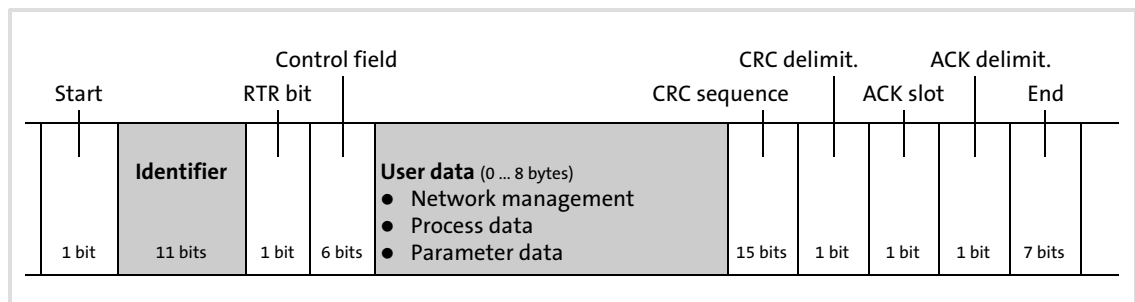 Control field CRC delimit. ACK delimit.
Start RTR bit CRC sequence ACK slot End
Identifier User data (0 ... 8 bytes)
● Network management
● Process data
1 bit 11 bits 1 bit 6 bits ● Parameter data 15 bits 1 bit 1 bit 1 bit 7 bits